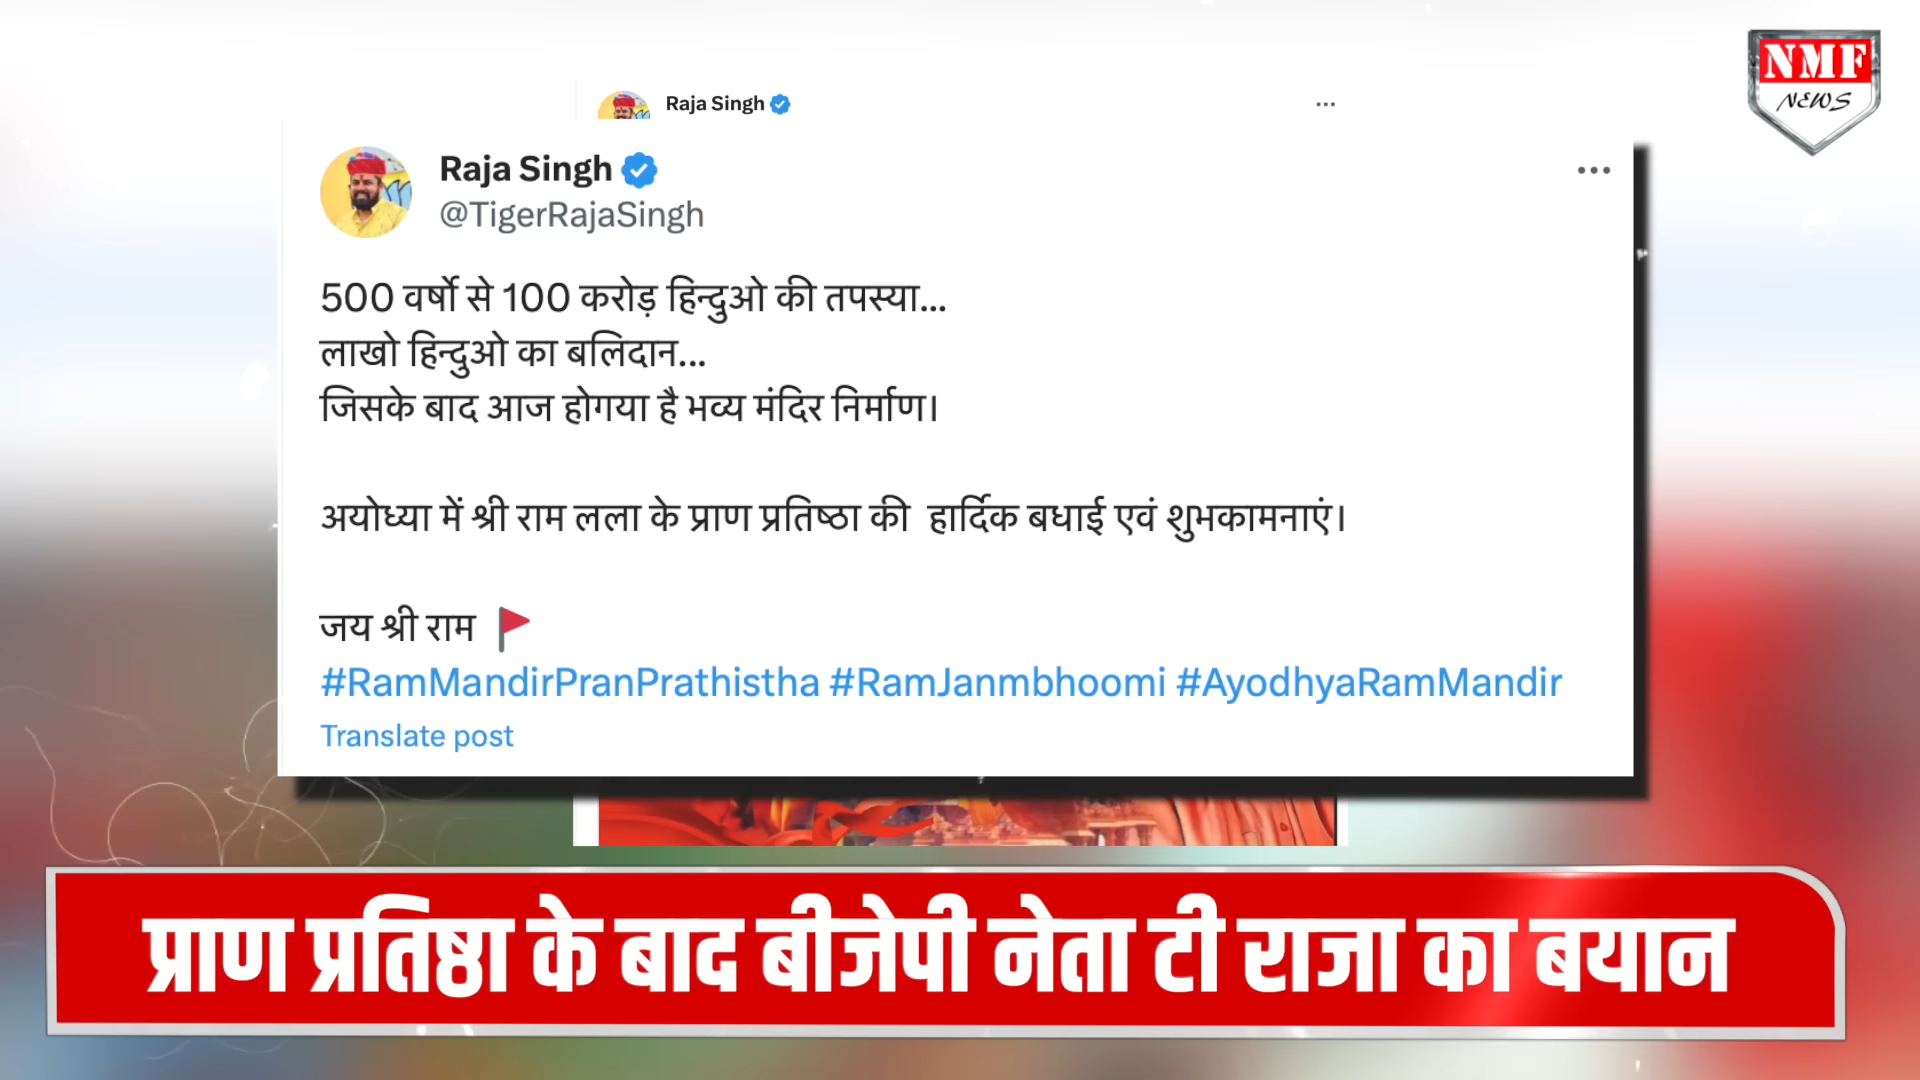 NMF
NEWS
Raja Singh
Raja Singh
@TigerRajaSingh
500 वर्षो से 100 करोड़ हिन्दुओ की तपस्या...
लाखो हिन्दुओ का बलिदान...
जिसके बाद आज होगया है भव्य मंदिर निर्माण।
अयोध्या में श्री राम लला के प्राण प्रतिष्ठा की हार्दिक बधाई एवं शुभकामनाएं।
जय श्री राम 🚩
#RamMandirPranPrathistha #RamJanmbhoomi #AyodhyaRamMandir
Translate post
प्राण प्रतिष्ठा के बाद बीजेपी नेता टी राजा का बयान